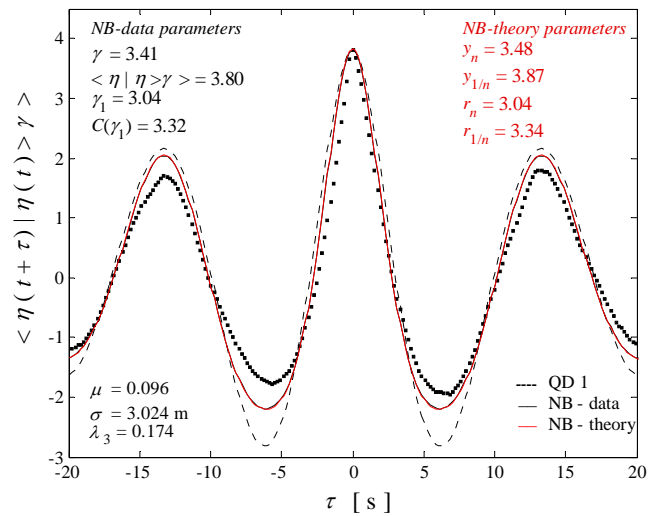 NB-data parameters
γ = 3.41
< η | η > γ > = 3.80
γ₁ = 3.04
C(γ₁) = 3.32
NB-theory parameters
yₙ = 3.48
y₁/ₙ = 3.87
rₙ = 3.04
r₁/ₙ = 3.34
< η ( t + τ ) | η ( t ) > γ >
4
3
2
1
0
-1
-2
-3
μ = 0.096
σ = 3.024 m
λ₃ = 0.174
QD 1
NB - data
NB - theory
-20 -15 -10 -5 0 5 10 15 20
τ [ s ]